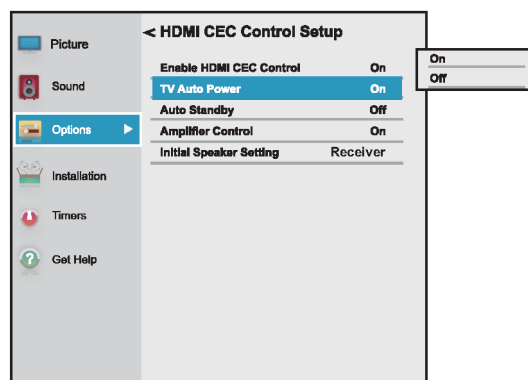 < HDMI CEC Control Setup
Picture
Sound
Options
Installation
Timers
Get Help
Enable HDMI CEC Control On
TV Auto Power On
Auto Standby Off
Amplifier Control On
Initial Speaker Setting Receiver
On
Off